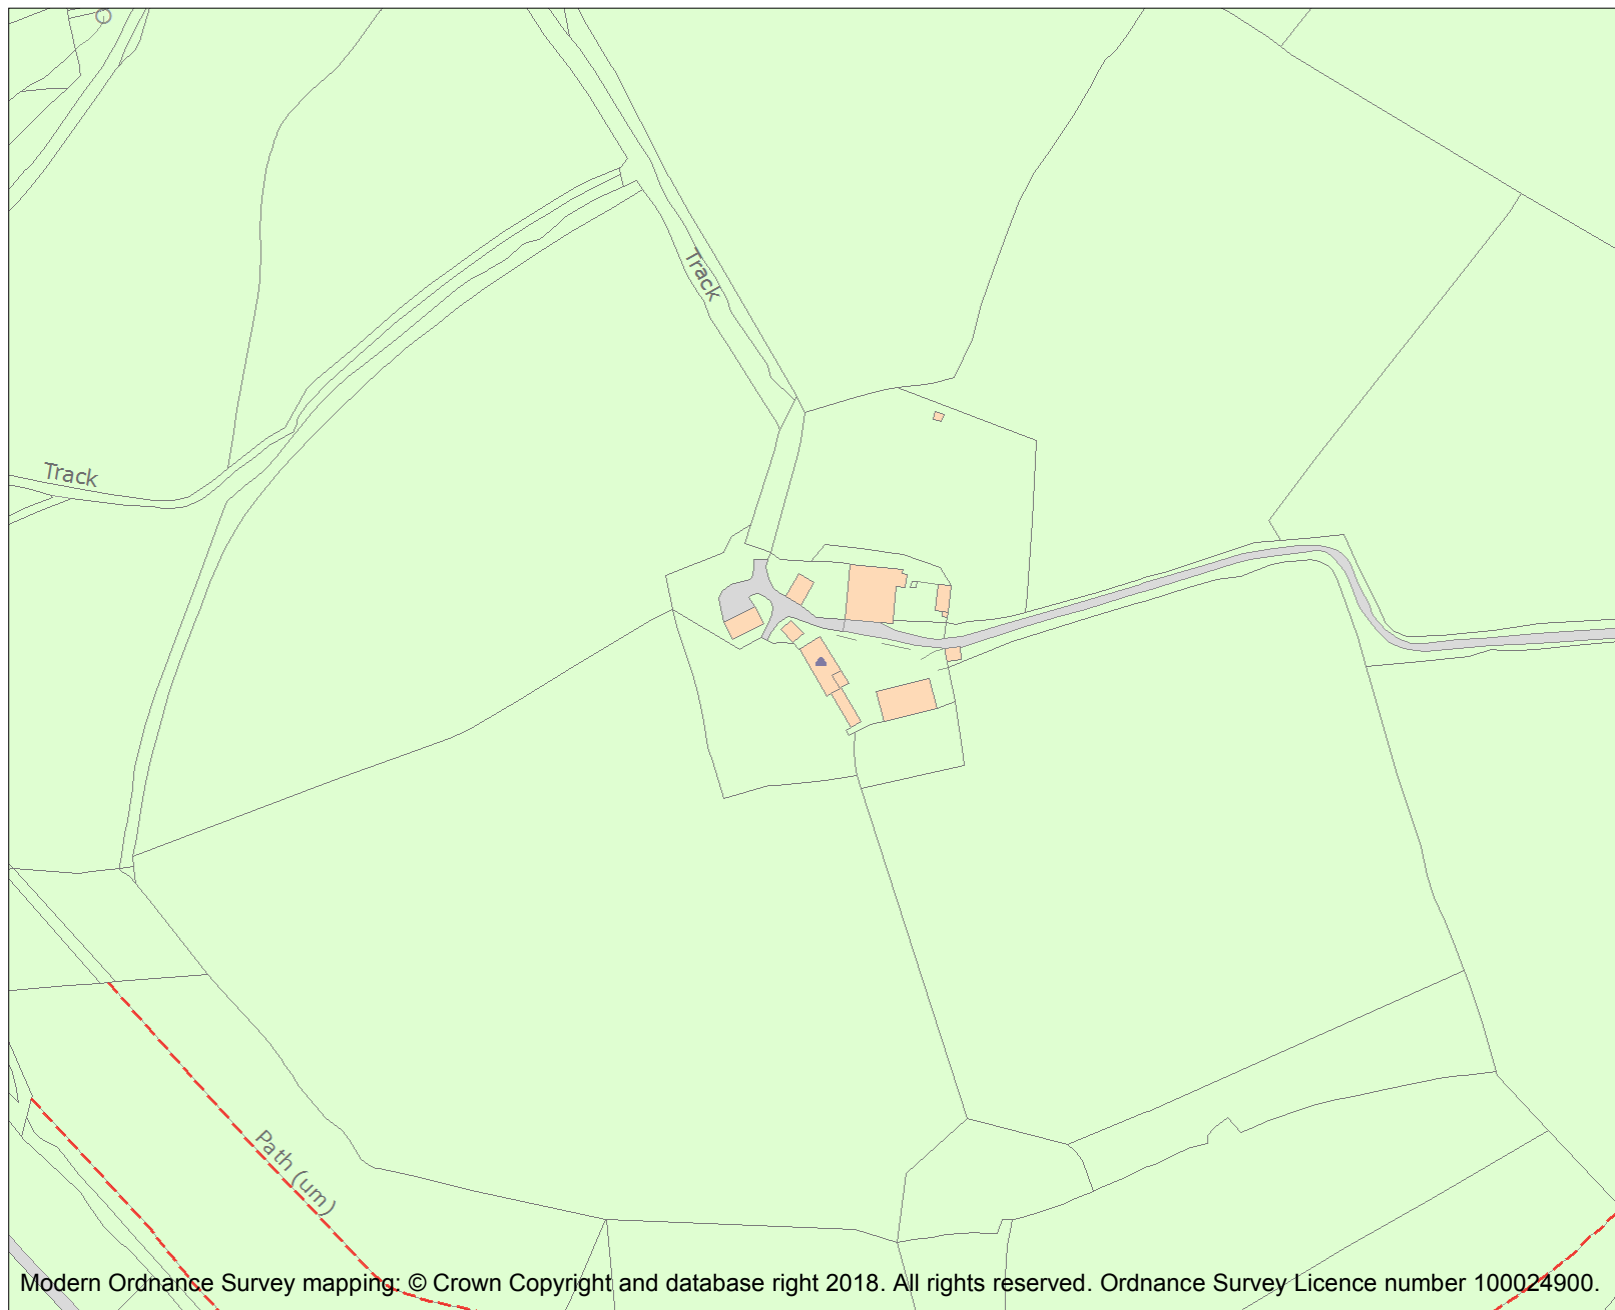 Track
Track
Path (um)
Modern Ordnance Survey mapping: © Crown Copyright and database right 2018. All rights reserved. Ordnance Survey Licence number 100024900.